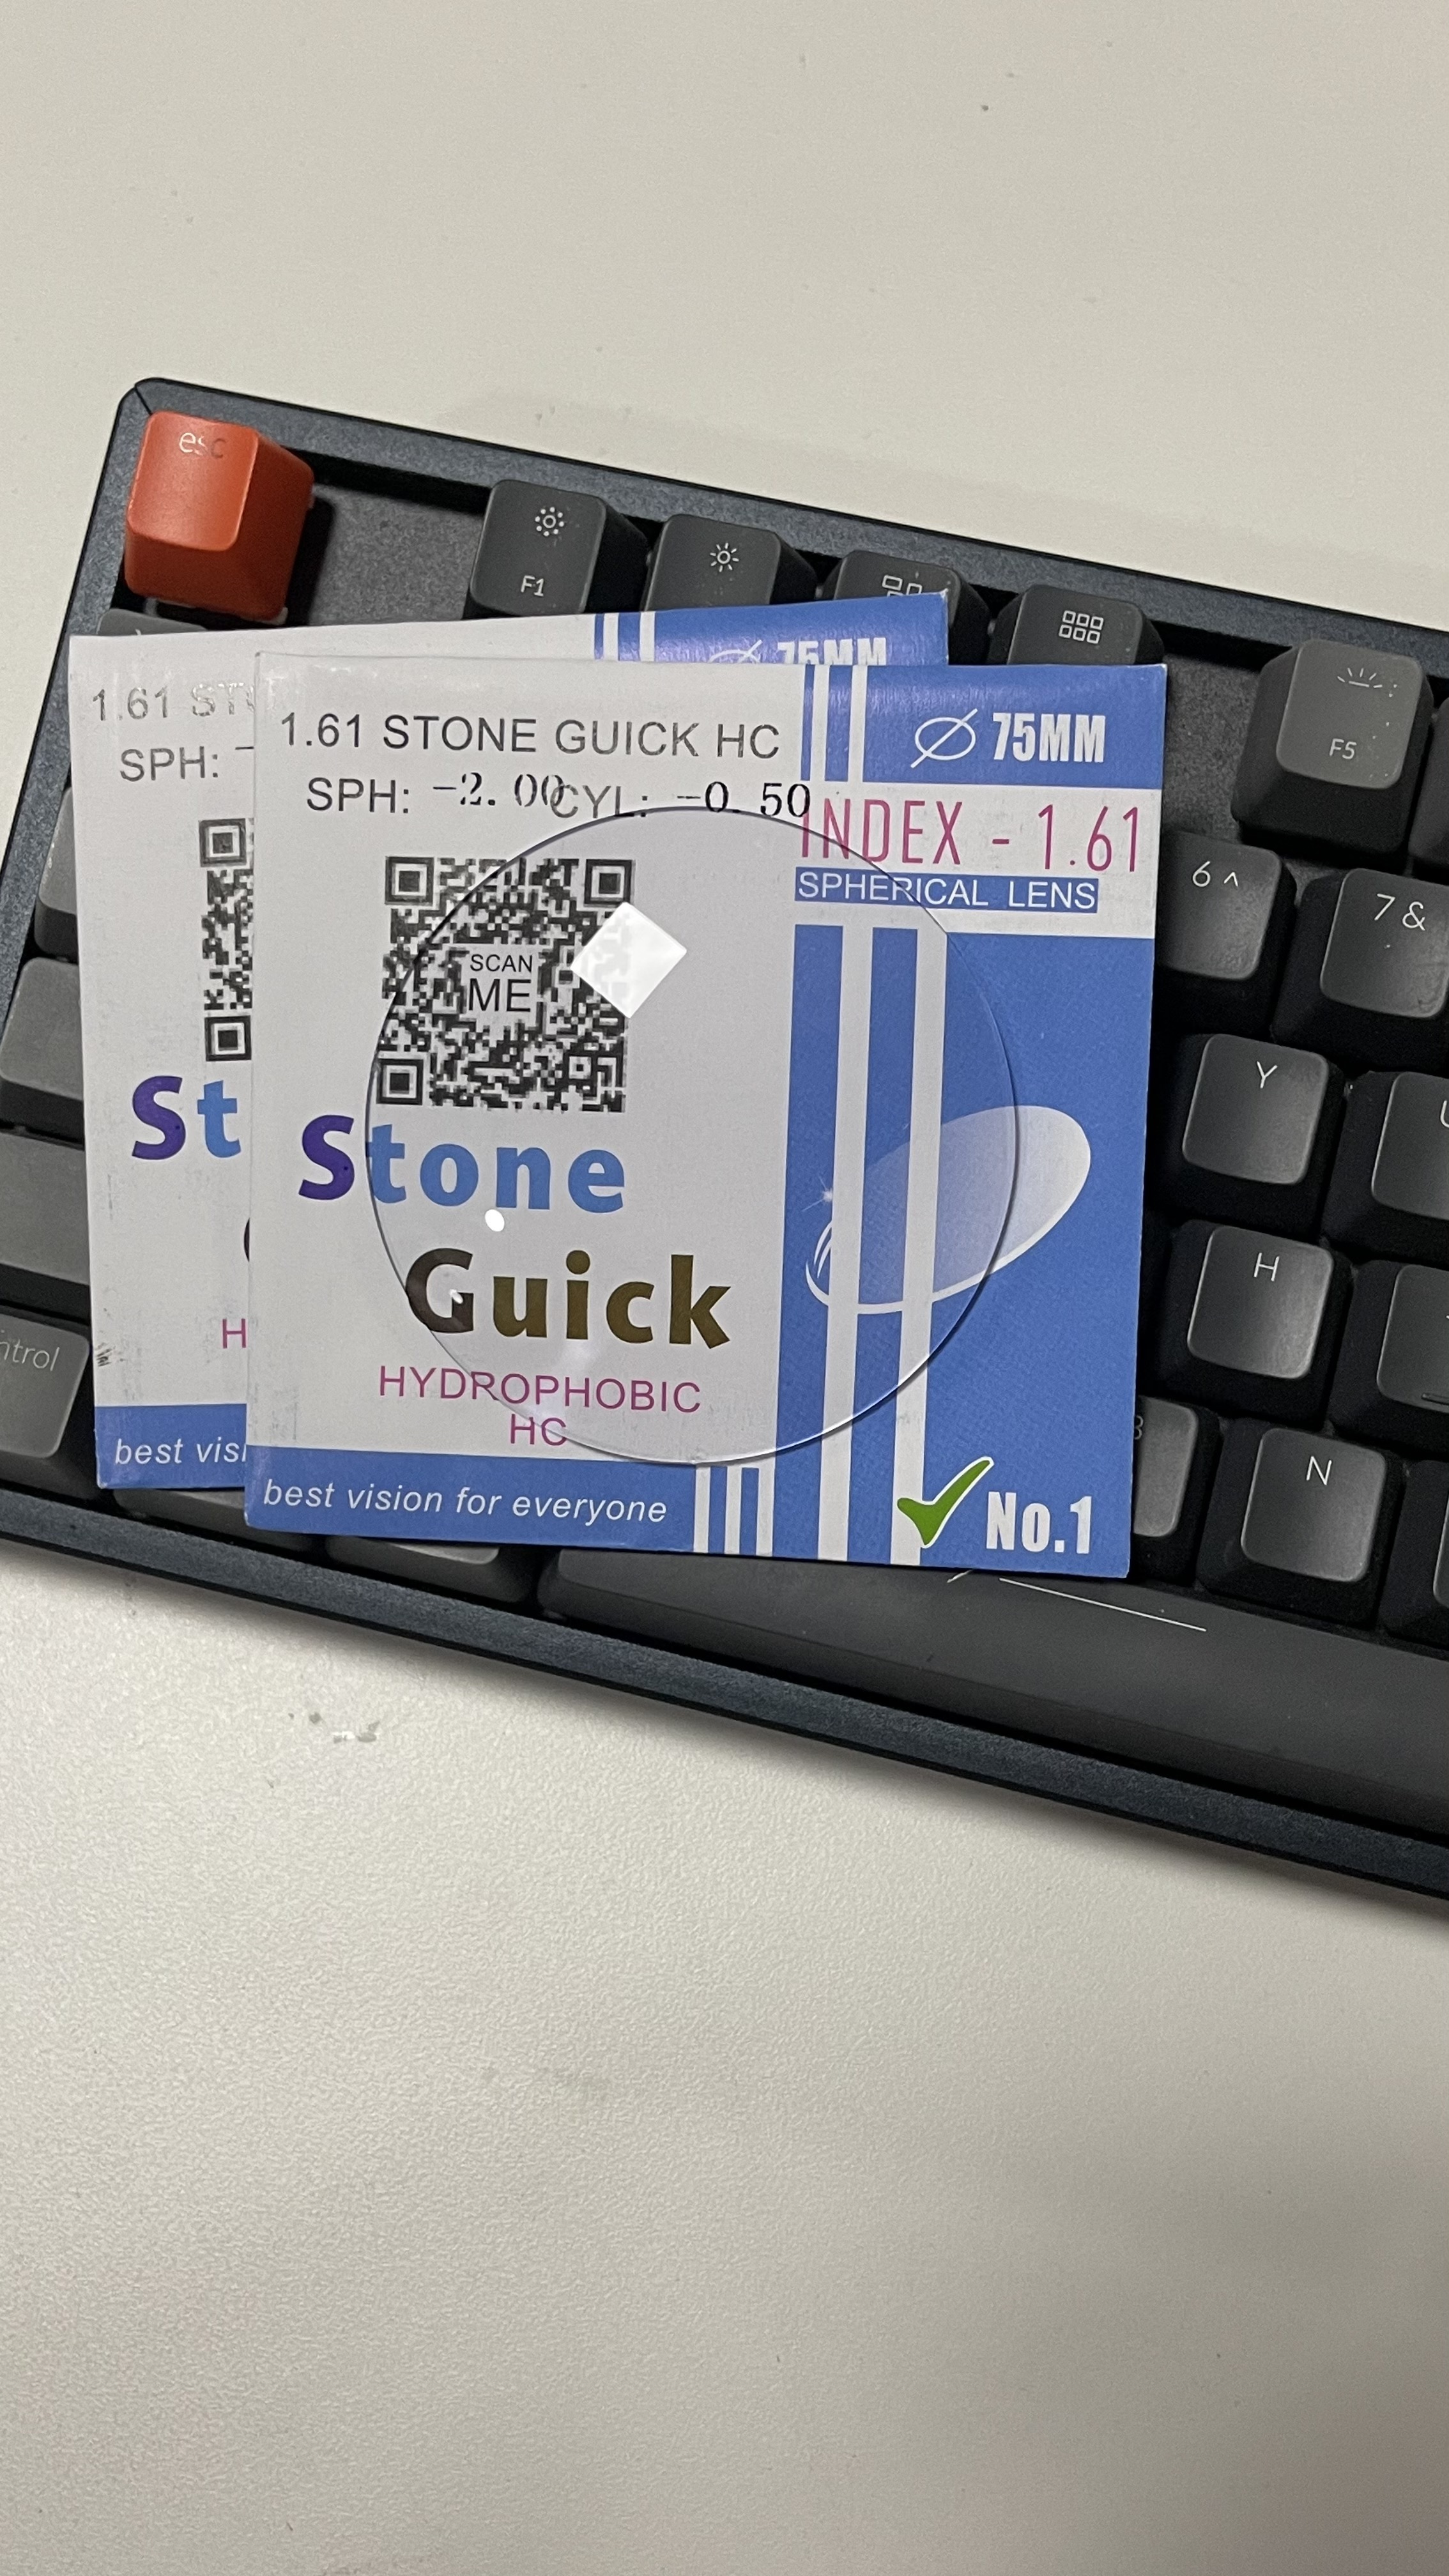 esc
F1
F5
75MM
1.61 ST
SPH: -
St
H
best visi
1.61 STONE GUICK HC
Ø 75MM
SPH: -2.00 CYL: -0.50
INDEX - 1.61
SPHERICAL LENS
SCAN
ME
Stone
Guick
HYDROPHOBIC
HC
best vision for everyone
No.1
6 ^
7 &
Y
H
N
ntrol